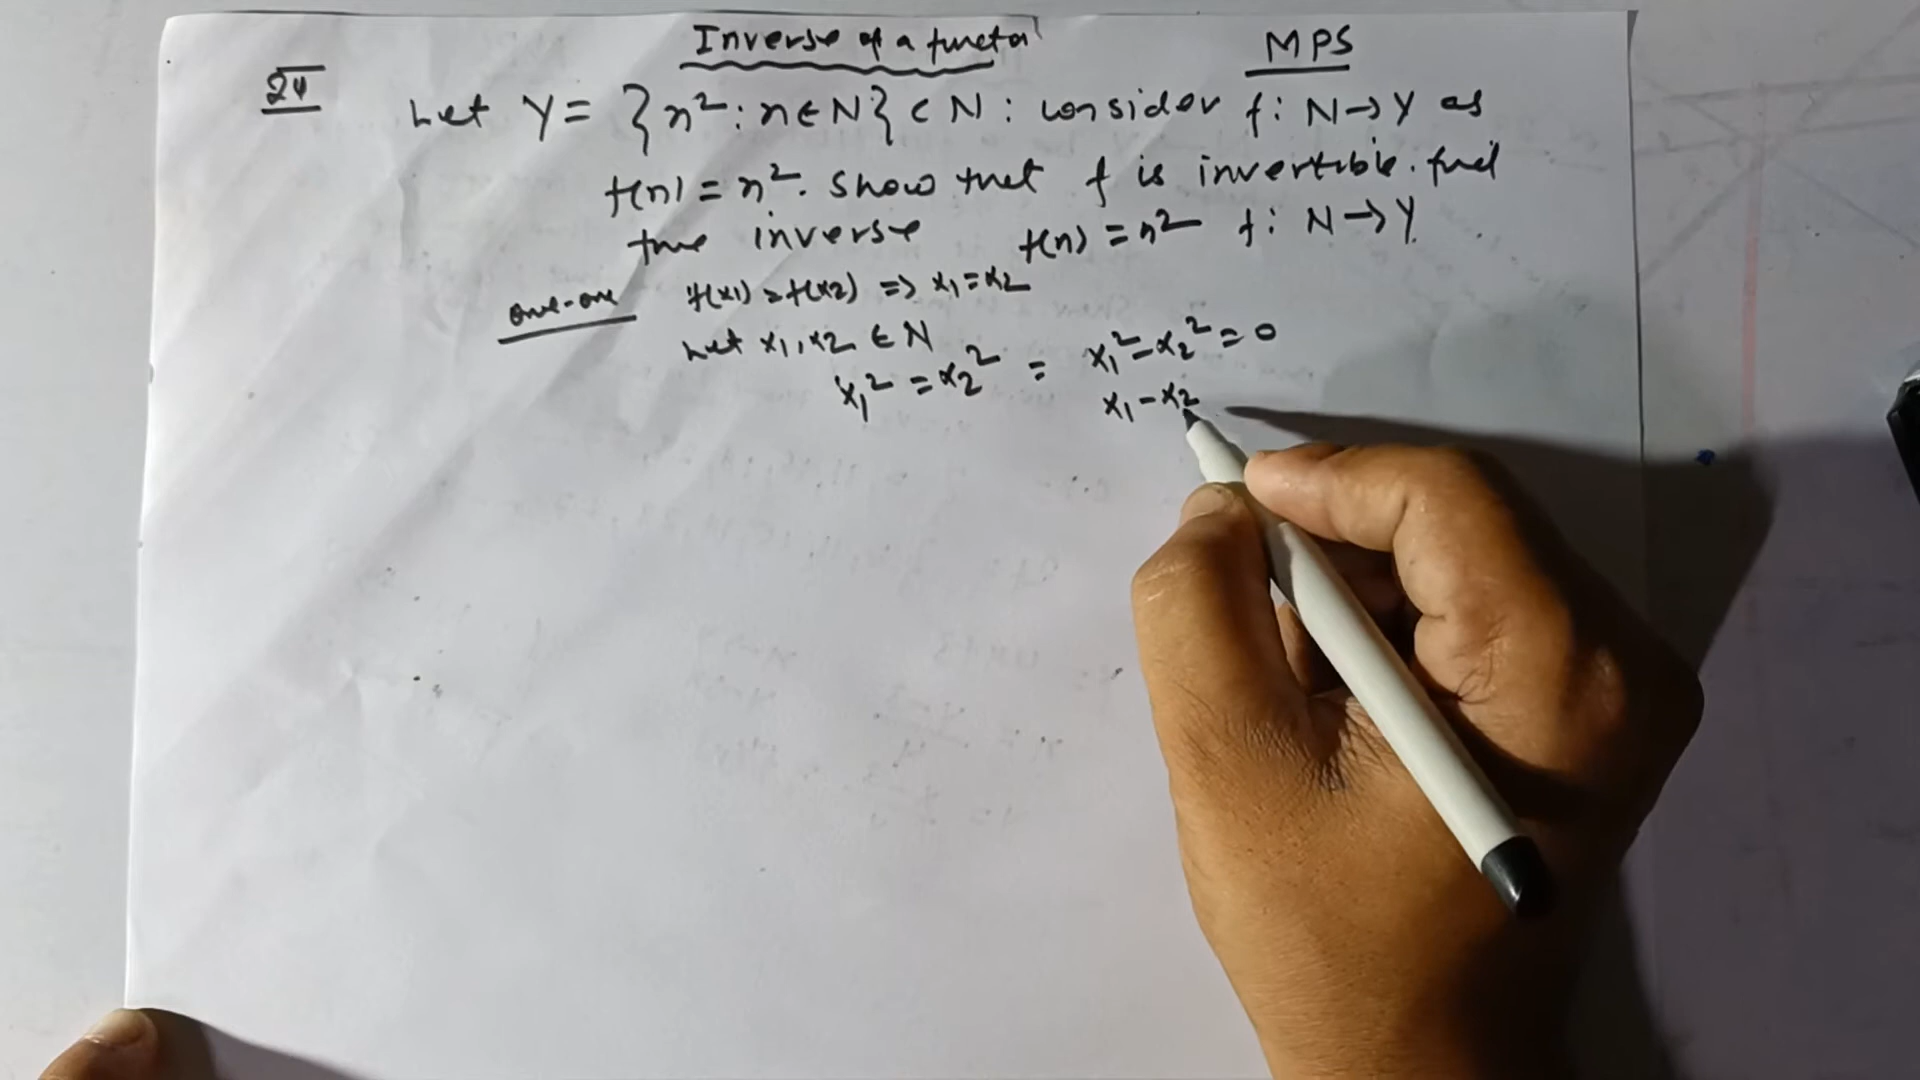 Inverse of a function
MPS
24
Let Y = {n² : n ∈ N} ⊂ N : consider f : N → Y as
f(n) = n². Show that f is invertible. find
the inverse f(n) = n² f : N → Y
one-one f(x₁) = f(x₂) => x₁ = x₂
Let x₁, x₂ ∈ N
x₁² = x₂² = x₁² - x₂² = 0
x₁ - x₂